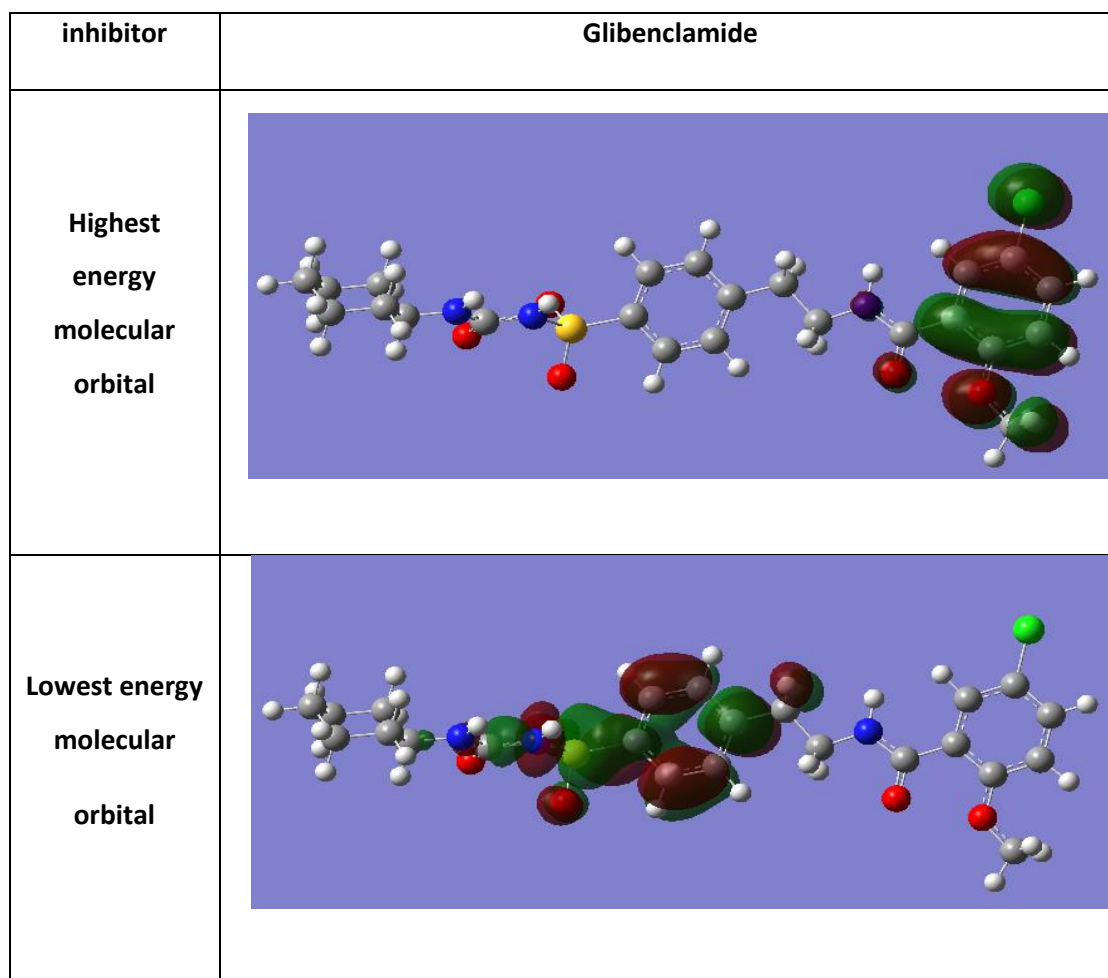 inhibitor
Glibenclamide
Highest
energy
molecular
orbital
Lowest energy
molecular
orbital